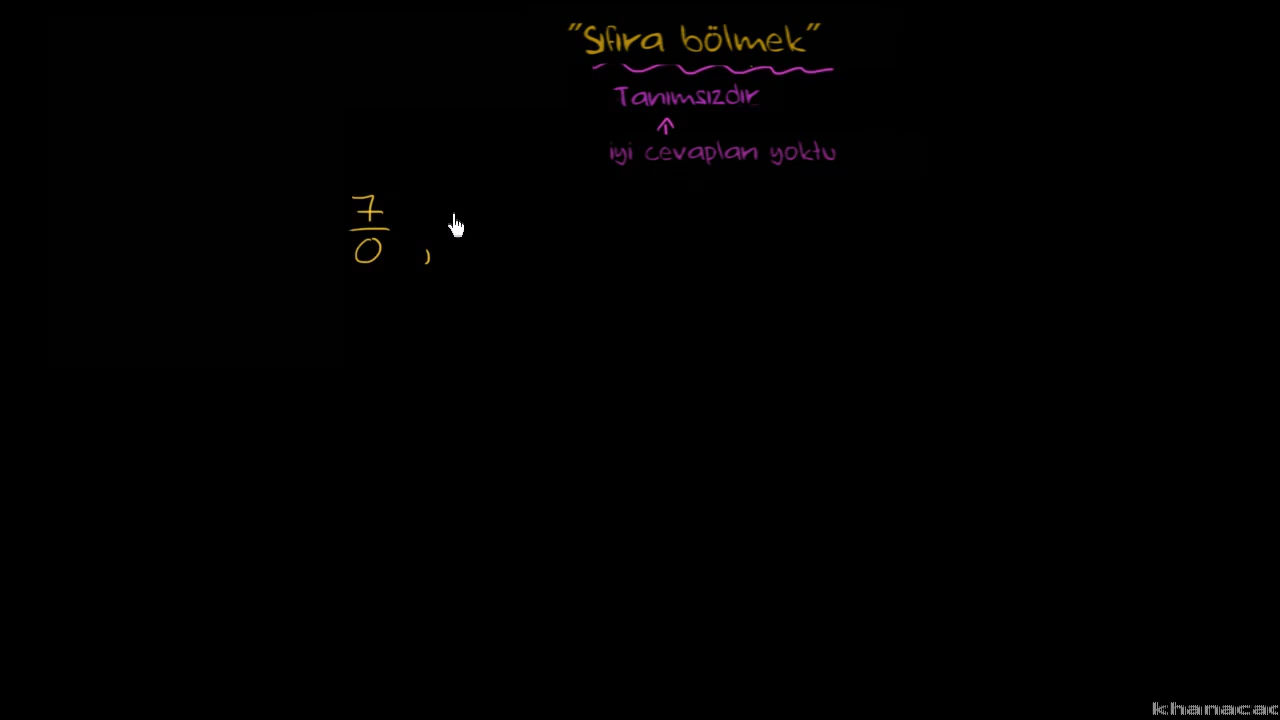 "Sıfıra bölmek"
Tanımsızdır
↑
iyi cevapları yoktu
7
0 ,
khanacad